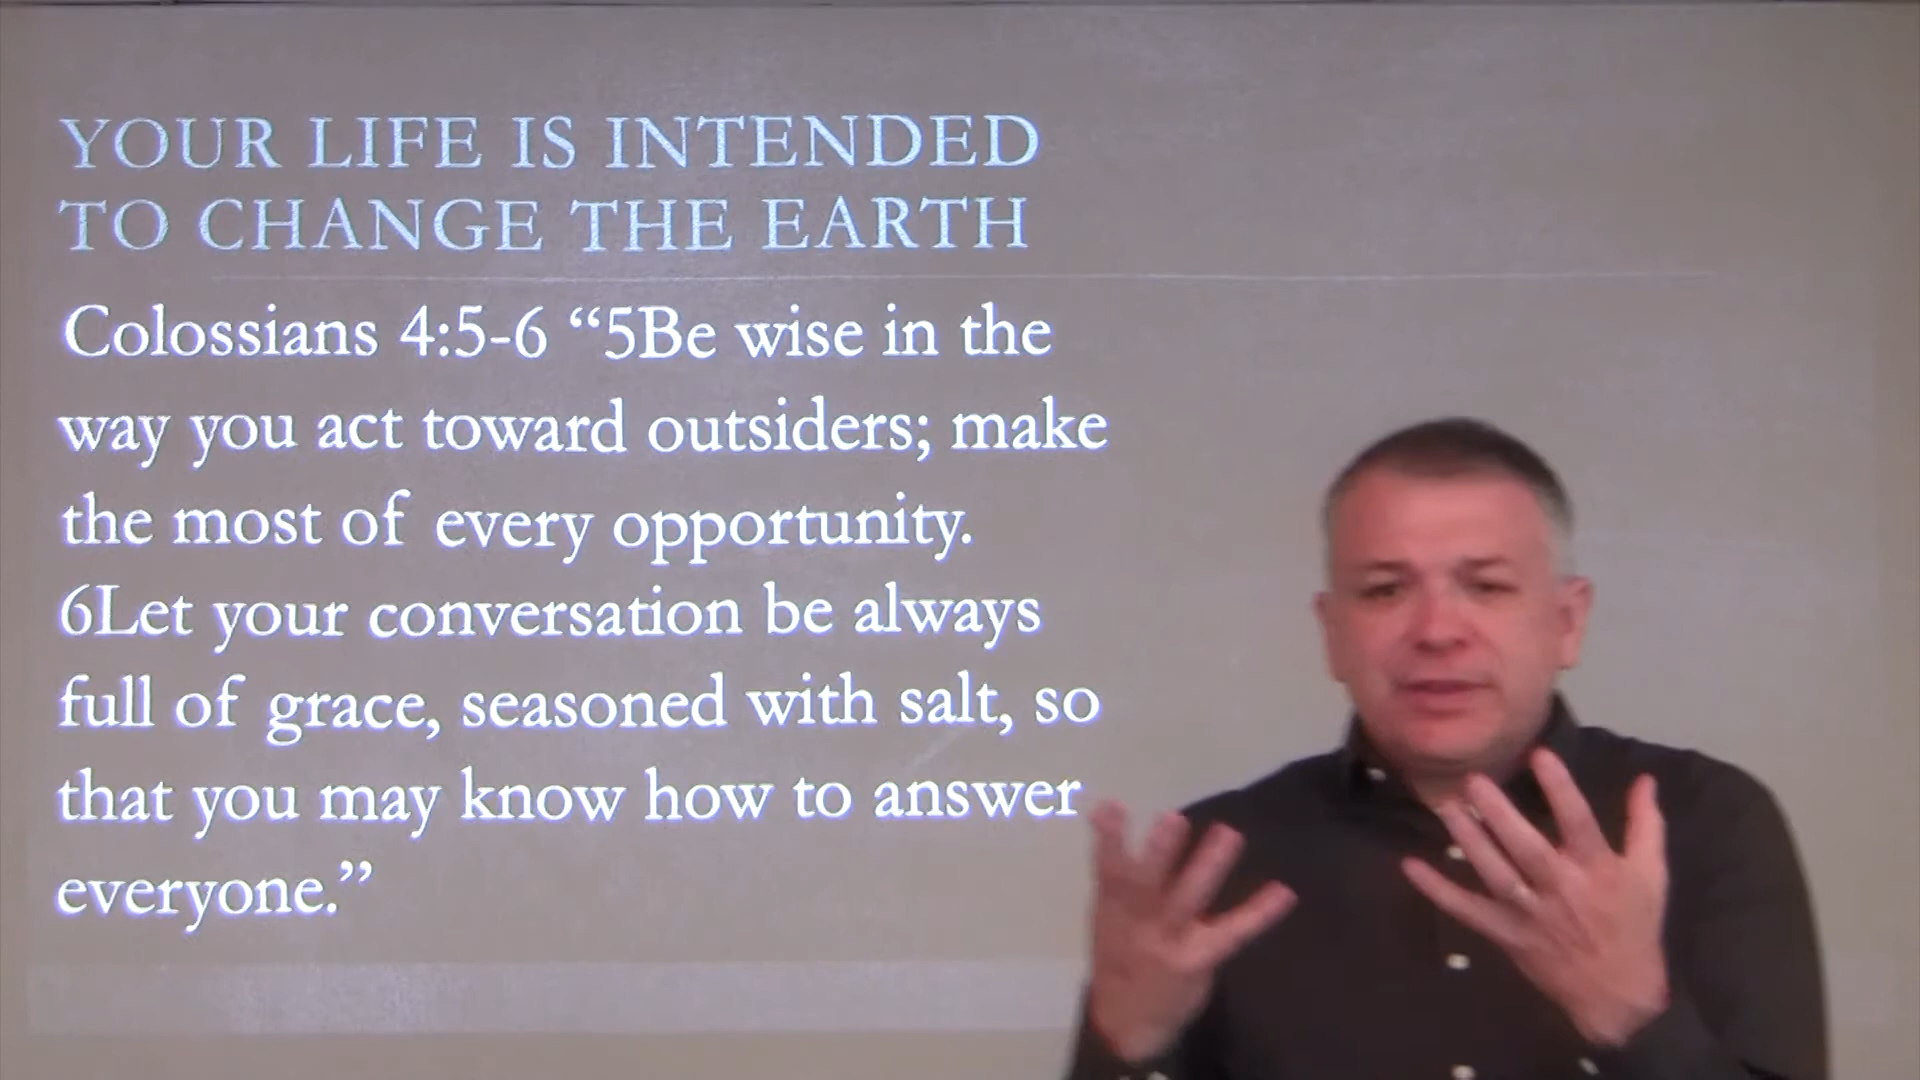 YOUR LIFE IS INTENDED
TO CHANGE THE EARTH
Colossians 4:5-6 “5Be wise in the
way you act toward outsiders; make
the most of every opportunity.
6Let your conversation be always
full of grace, seasoned with salt, so
that you may know how to answer
everyone.”